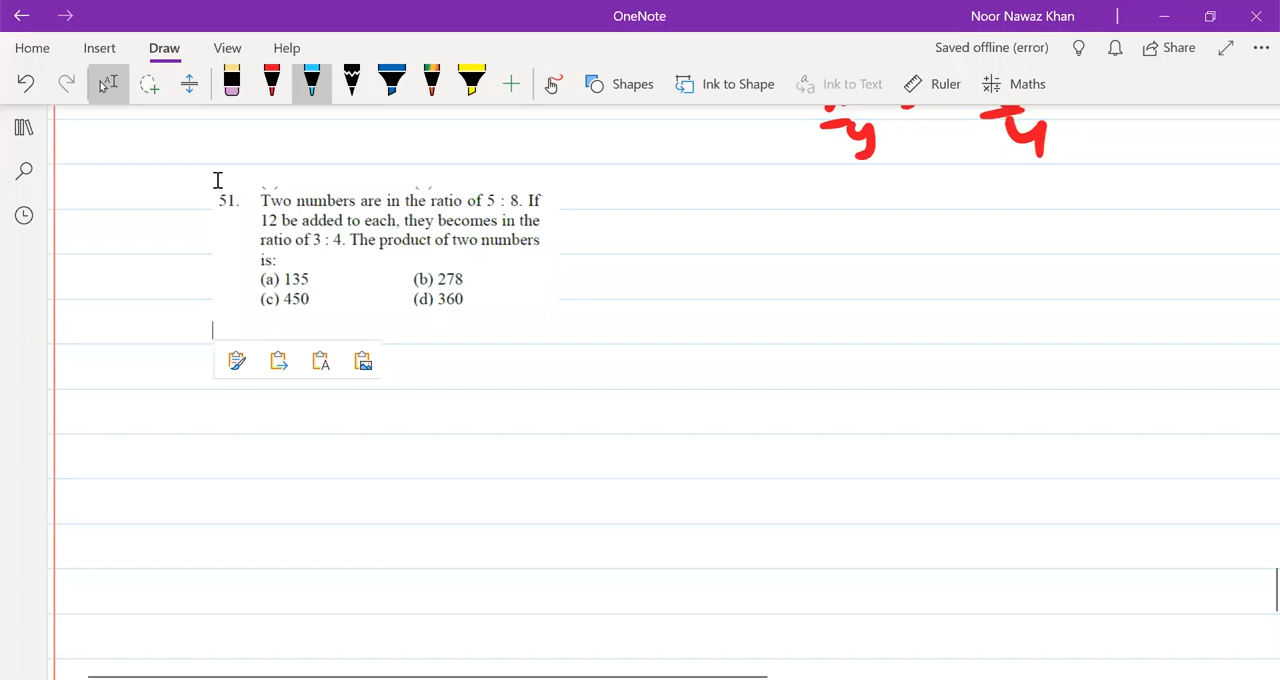 OneNote
Noor Nawaz Khan
Home Insert Draw View Help
Saved offline (error)
Share
Shapes
Ink to Shape
Ink to Text
Ruler
Maths
y
4
51. Two numbers are in the ratio of 5 : 8. If
12 be added to each, they becomes in the
ratio of 3 : 4. The product of two numbers
is:
(a) 135 (b) 278
(c) 450 (d) 360